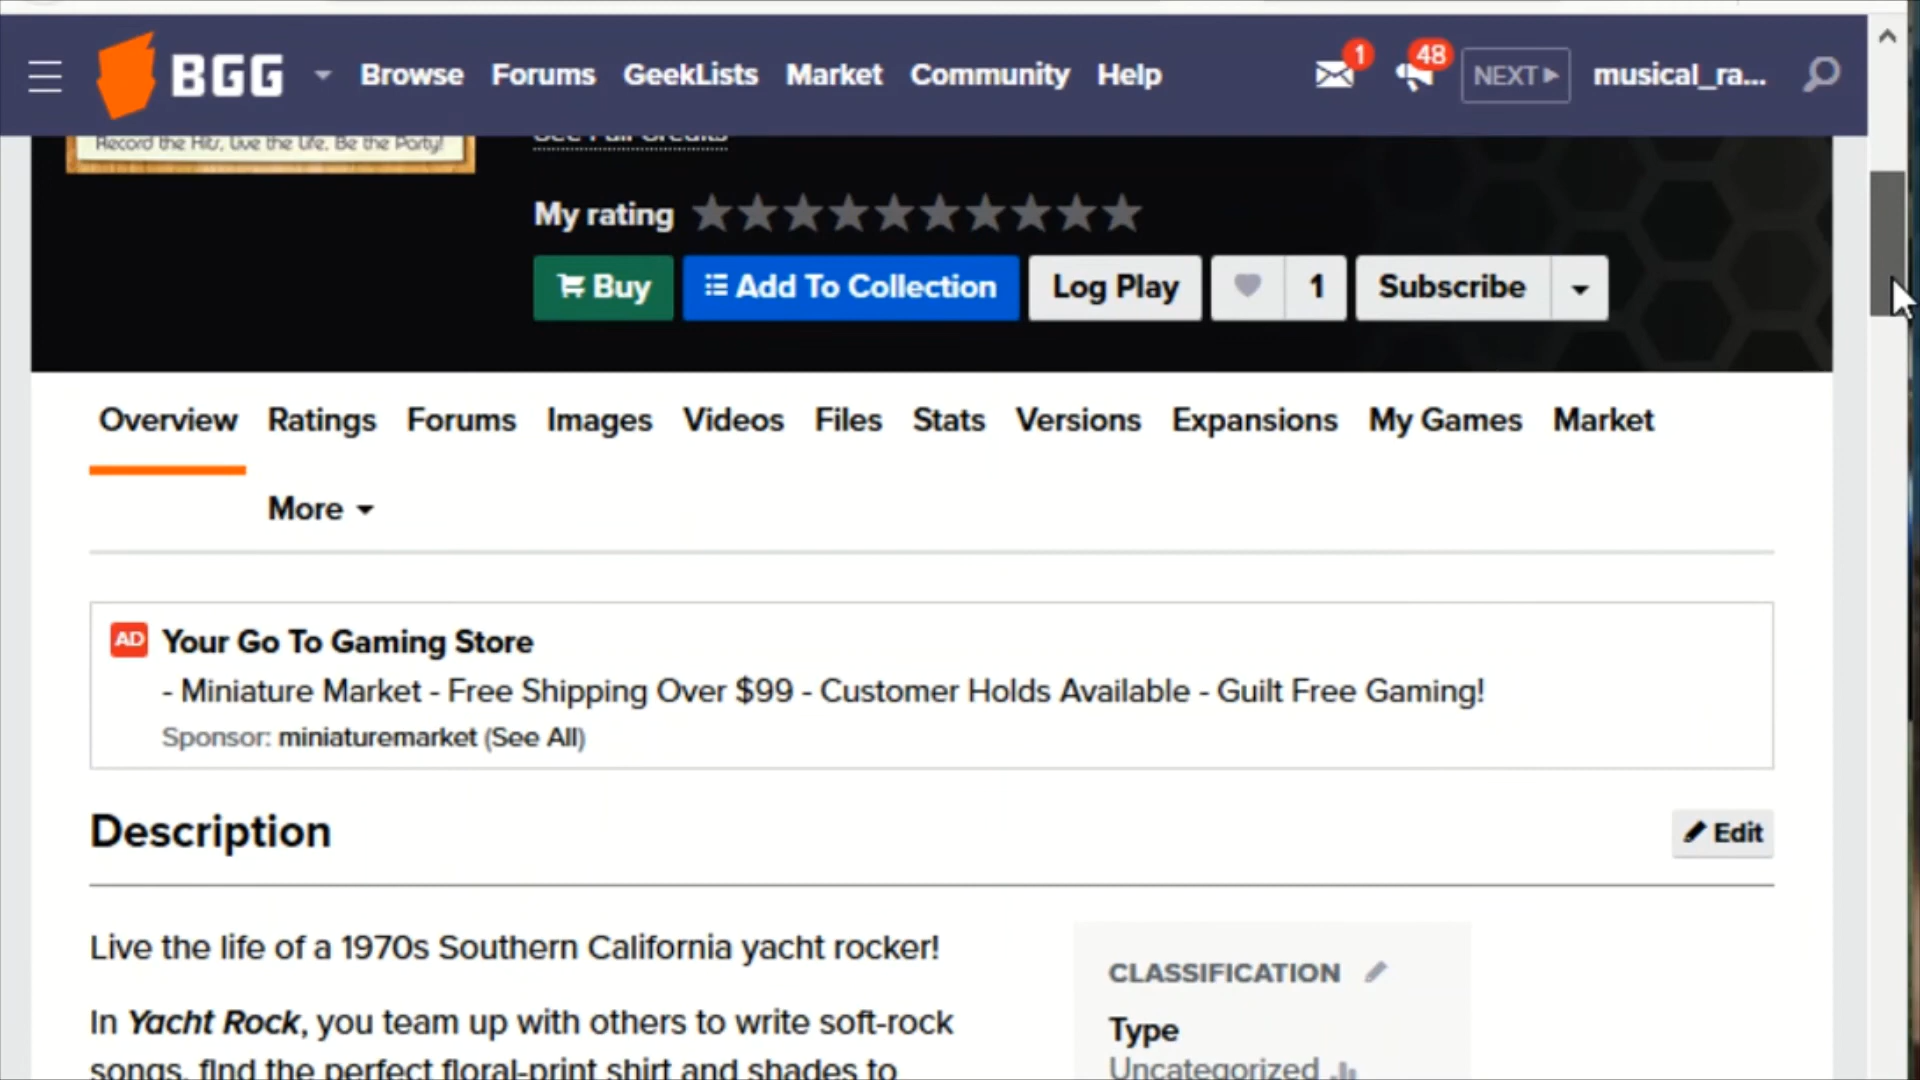 BGG Browse Forums GeekLists Market Community Help 1 48 NEXT musical_ra...
Record the Hits, Live the Life, Be the Party!
See Full Credits
My rating
Buy Add To Collection Log Play 1 Subscribe
Overview Ratings Forums Images Videos Files Stats Versions Expansions My Games Market
More
AD Your Go To Gaming Store
- Miniature Market - Free Shipping Over $99 - Customer Holds Available - Guilt Free Gaming!
Sponsor: miniaturemarket (See All)
Description
Edit
Live the life of a 1970s Southern California yacht rocker!
In Yacht Rock, you team up with others to write soft-rock
songs, find the perfect floral-print shirt and shades to
CLASSIFICATION
Type
Uncategorized